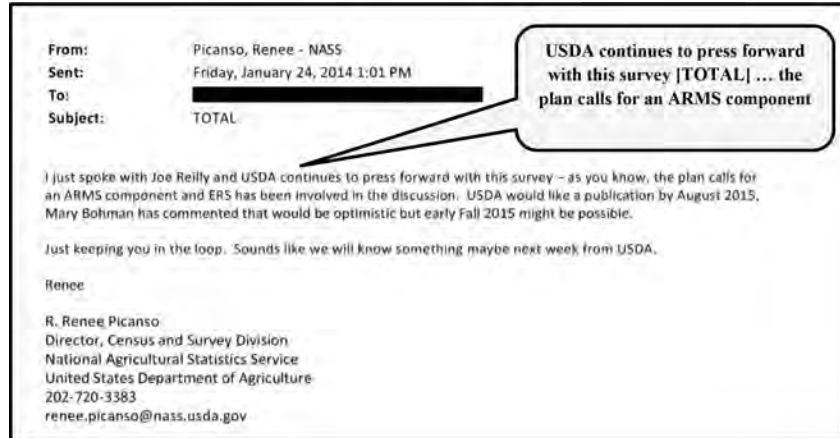 From: Picanso, Renee - NASS
Sent: Friday, January 24, 2014 1:01 PM
To:
Subject: TOTAL
USDA continues to press forward
with this survey [TOTAL] … the
plan calls for an ARMS component
I just spoke with Joe Reilly and USDA continues to press forward with this survey – as you know, the plan calls for
an ARMS component and ERS has been involved in the discussion. USDA would like a publication by August 2015,
Mary Bohman has commented that would be optimistic but early Fall 2015 might be possible.
Just keeping you in the loop. Sounds like we will know something maybe next week from USDA.
Renee
R. Renee Picanso
Director, Census and Survey Division
National Agricultural Statistics Service
United States Department of Agriculture
202-720-3383
renee.picanso@nass.usda.gov